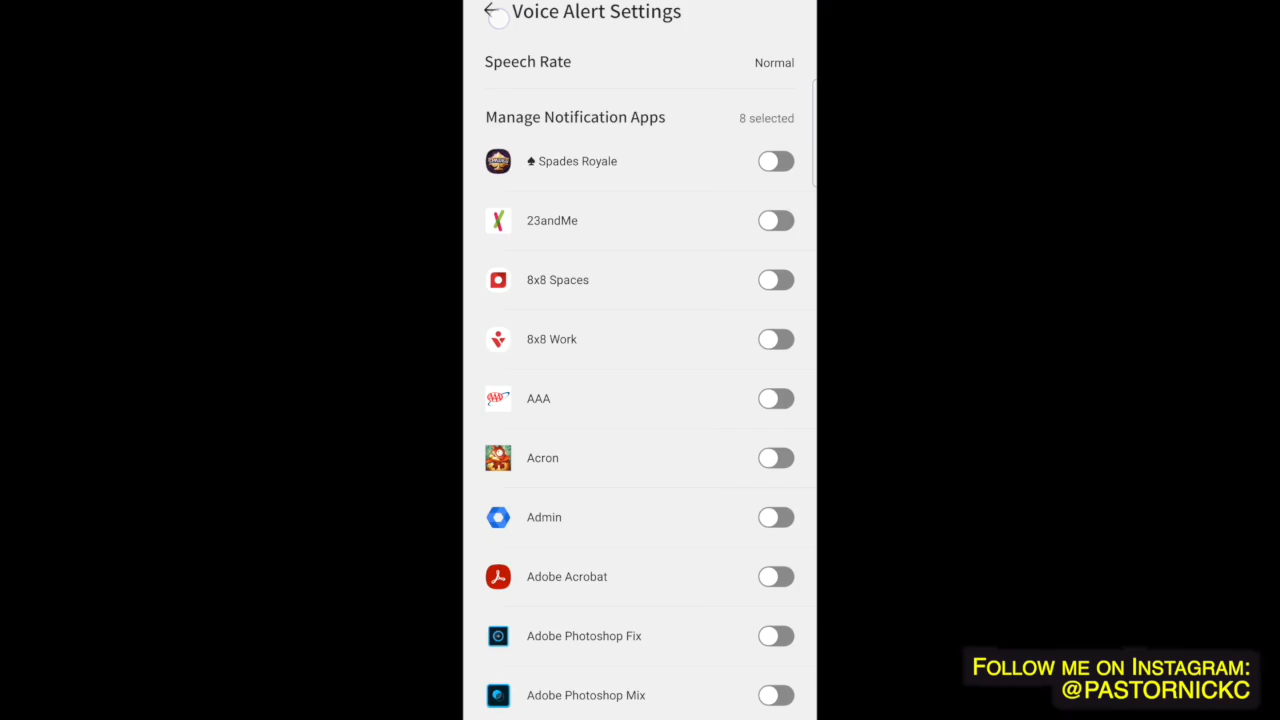 Voice Alert Settings
Speech Rate Normal
Manage Notification Apps 8 selected
♠ Spades Royale
23andMe
8x8 Spaces
8x8 Work
AAA
Acron
Admin
Adobe Acrobat
Adobe Photoshop Fix
Adobe Photoshop Mix
Follow me on Instagram:
@PASTORNICKC